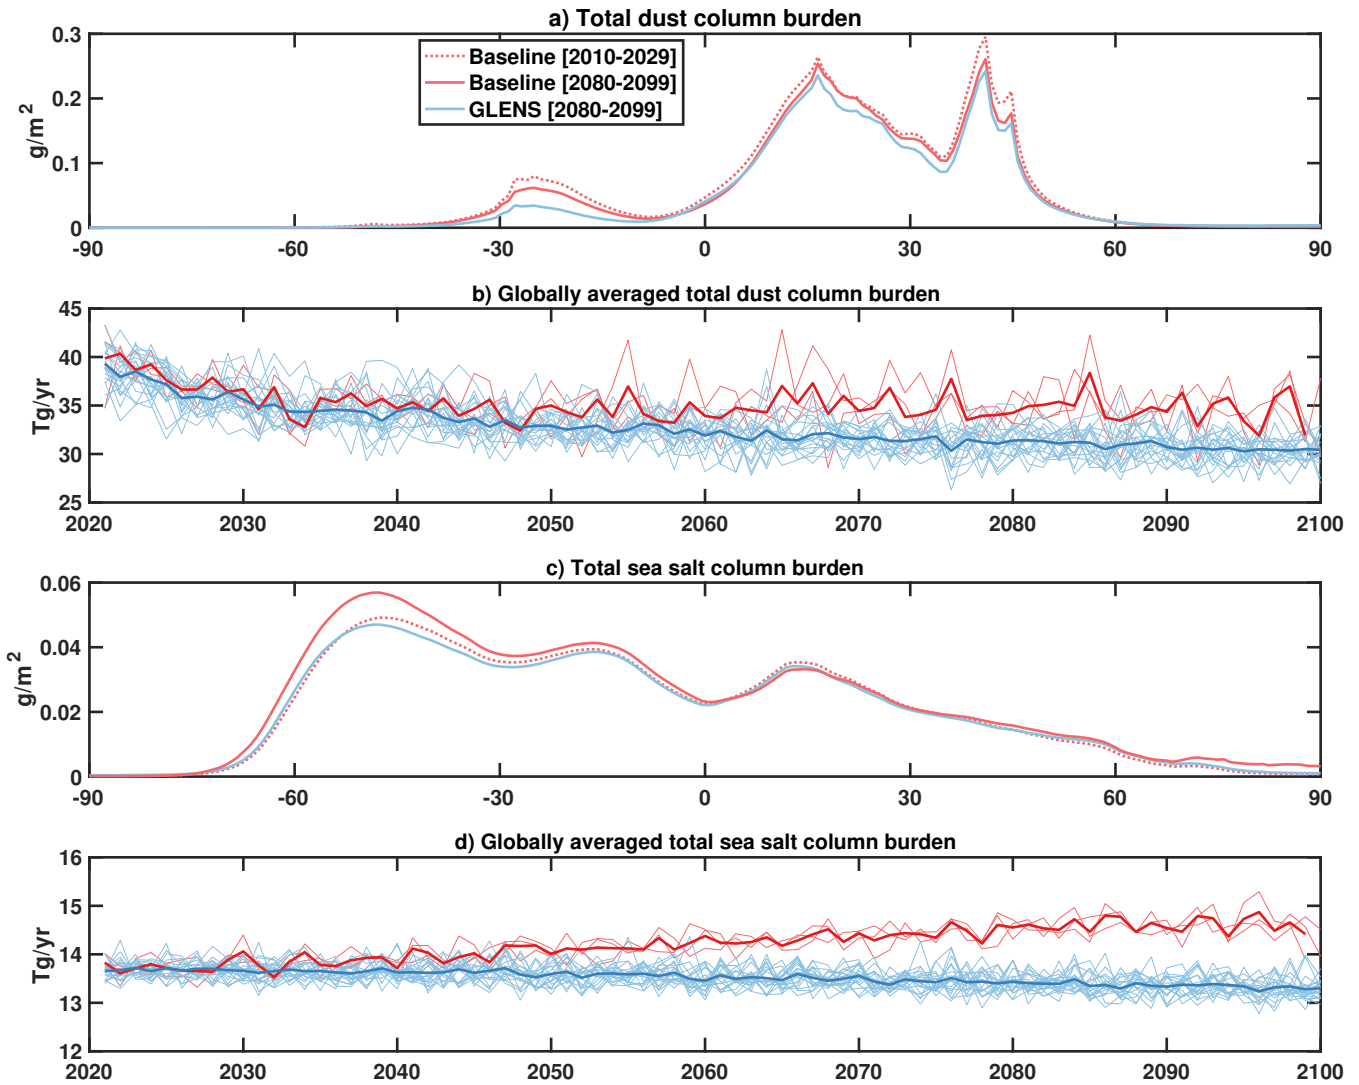 a) Total dust column burden
g/m2
0.3
0.2
0.1
0
Baseline [2010-2029]
Baseline [2080-2099]
GLENS [2080-2099]
-90 -60 -30 0 30 60 90
b) Globally averaged total dust column burden
Tg/yr
45
40
35
30
25
2020 2030 2040 2050 2060 2070 2080 2090 2100
c) Total sea salt column burden
g/m2
0.06
0.04
0.02
0
-90 -60 -30 0 30 60 90
d) Globally averaged total sea salt column burden
Tg/yr
16
15
14
13
12
2020 2030 2040 2050 2060 2070 2080 2090 2100